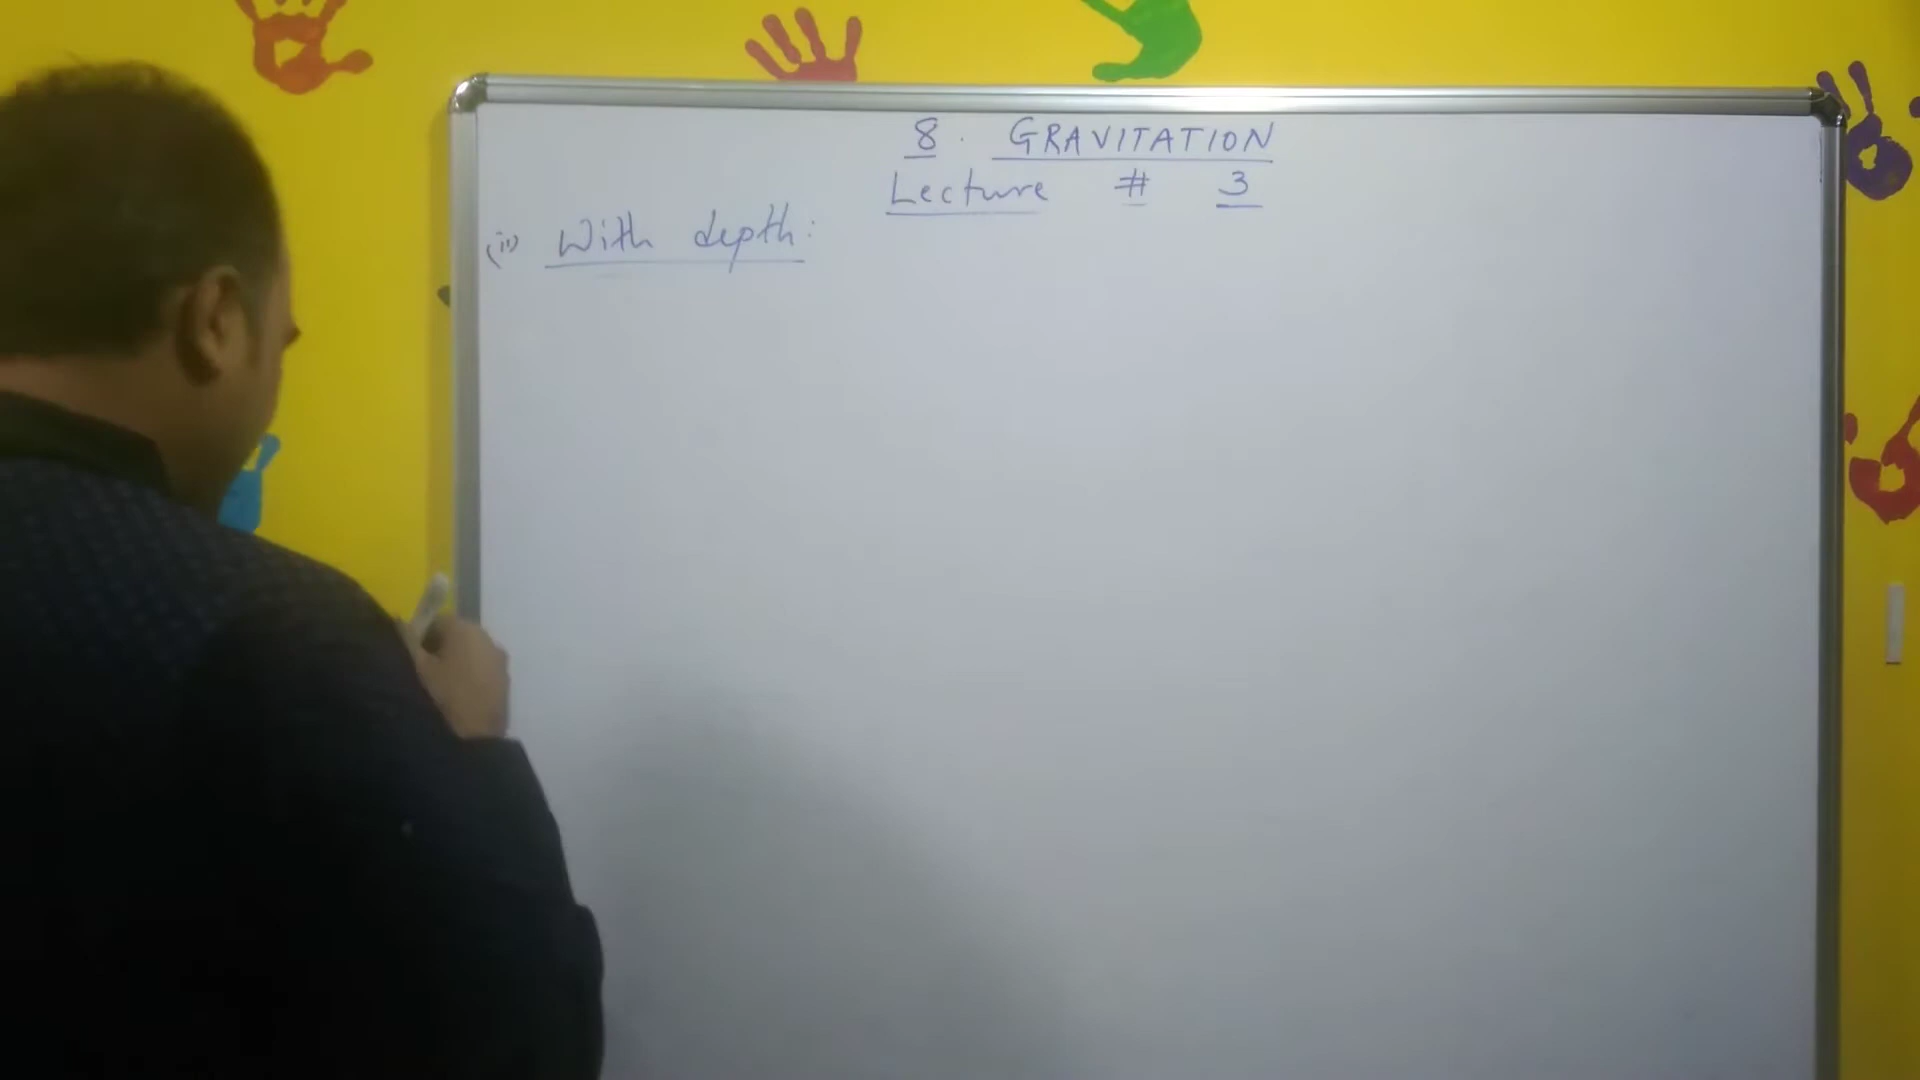 8. GRAVITATION
Lecture # 3
(ii) With depth: